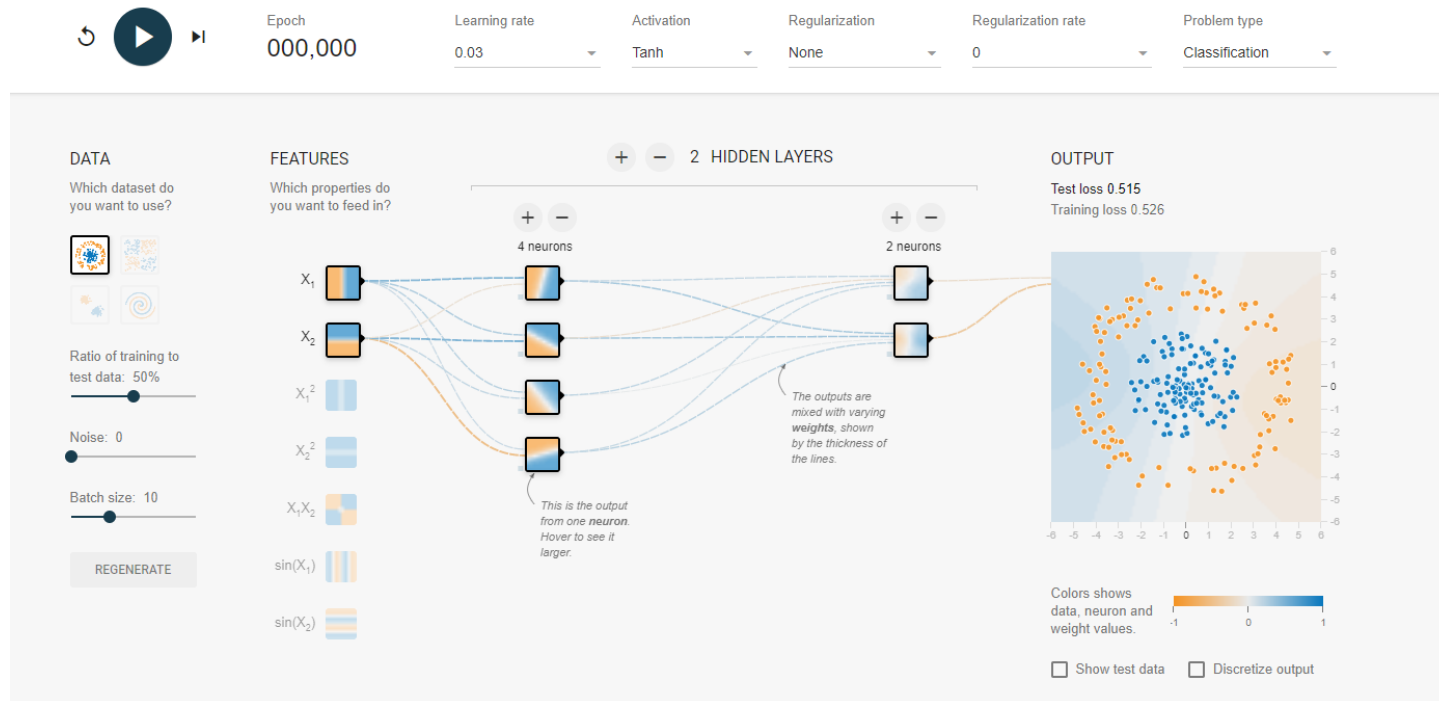 Epoch
000,000
Learning rate
0.03
Activation
Tanh
Regularization
None
Regularization rate
0
Problem type
Classification
DATA
Which dataset do
you want to use?
Ratio of training to
test data: 50%
Noise: 0
Batch size: 10
REGENERATE
FEATURES
Which properties do
you want to feed in?
X1
X2
X1²
X2²
X1X2
sin(X1)
sin(X2)
+ − 2 HIDDEN LAYERS
+ −
4 neurons
+ −
2 neurons
This is the output
from one neuron.
Hover to see it
larger.
The outputs are
mixed with varying
weights, shown
by the thickness of
the lines.
OUTPUT
Test loss 0.515
Training loss 0.526
6
5
4
3
2
1
0
-1
-2
-3
-4
-5
-6
-6 -5 -4 -3 -2 -1 0 1 2 3 4 5 6
Colors shows
data, neuron and
weight values.
-1 0 1
Show test data
Discretize output